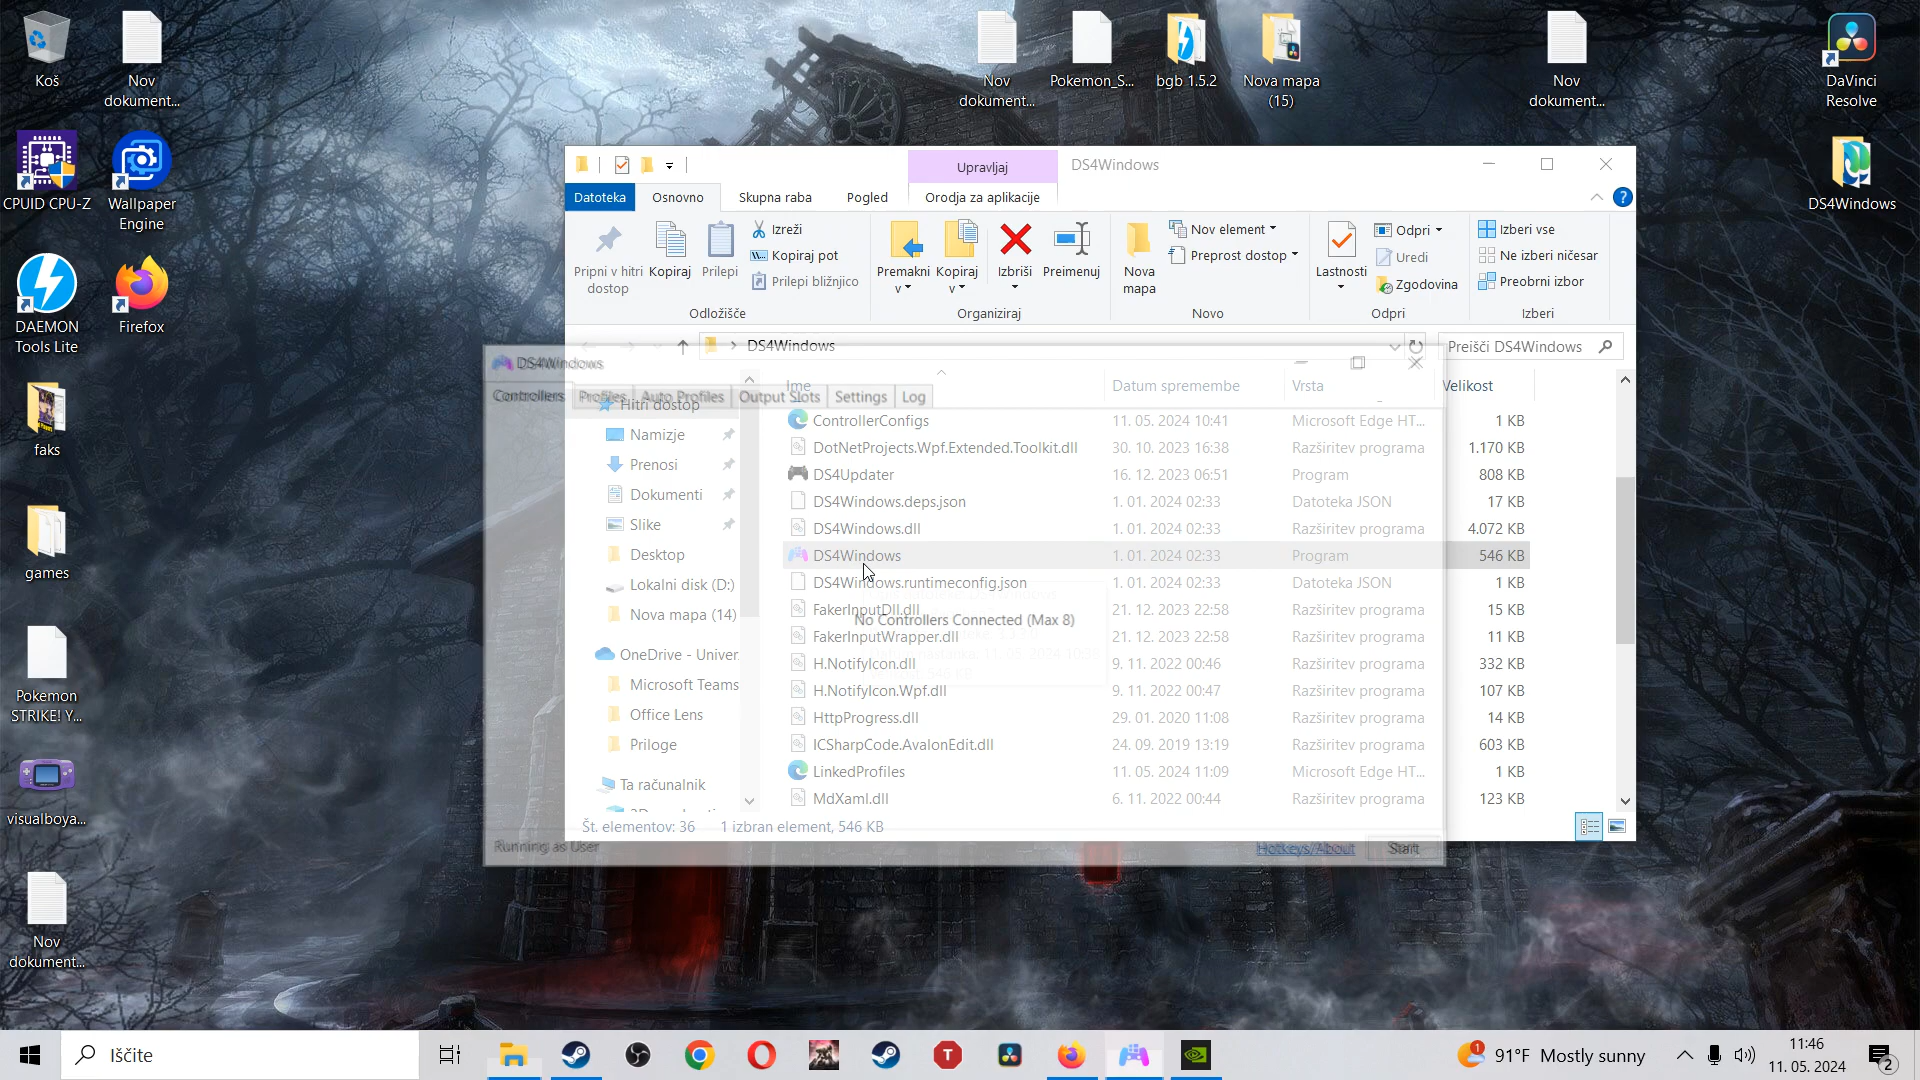 Koš
Nov
dokument...
Nov
dokument...
Pokemon_S...
bgb 1.5.2
Nova mapa
(15)
Nov
dokument...
DaVinci
Resolve
CPUID CPU-Z
Wallpaper
Engine
DS4Windows
DAEMON
Tools Lite
Firefox
faks
games
Pokemon
STRIKE! Y...
visualboya...
Nov
dokument...
Upravljaj
DS4Windows
Datoteka
Osnovno
Skupna raba
Pogled
Orodja za aplikacije
Pripni v hitri
dostop
Kopiraj
Prilepi
Izreži
Kopiraj pot
Prilepi bližnjico
Odložišče
Premakni
v
Kopiraj
v
Izbriši
Preimenuj
Organiziraj
Nova
mapa
Nov element
Preprost dostop
Novo
Lastnosti
Odpri
Uredi
Zgodovina
Odpri
Izberi vse
Ne izberi ničesar
Preobrni izbor
Izberi
DS4Windows
Preišči DS4Windows
DS4Windows
Controllers
Profiles
Auto Profiles
Output Slots
Settings
Log
Ime
Datum spremembe
Vrsta
Velikost
Hitri dostop
Namizje
Prenosi
Dokumenti
Slike
Desktop
Lokalni disk (D:)
Nova mapa (14)
OneDrive - Univer
Microsoft Teams
Office Lens
Priloge
Ta računalnik
ControllerConfigs 11. 05. 2024 10:41 Microsoft Edge HT... 1 KB
DotNetProjects.Wpf.Extended.Toolkit.dll 30. 10. 2023 16:38 Razširitev programa 1.170 KB
DS4Updater 16. 12. 2023 06:51 Program 808 KB
DS4Windows.deps.json 1. 01. 2024 02:33 Datoteka JSON 17 KB
DS4Windows.dll 1. 01. 2024 02:33 Razširitev programa 4.072 KB
DS4Windows 1. 01. 2024 02:33 Program 546 KB
DS4Windows.runtimeconfig.json 1. 01. 2024 02:33 Datoteka JSON 1 KB
FakerInputDll.dll 21. 12. 2023 22:58 Razširitev programa 15 KB
No Controllers Connected (Max 8)
FakerInputWrapper.dll 21. 12. 2023 22:58 Razširitev programa 11 KB
H.NotifyIcon.dll 9. 11. 2022 00:46 Razširitev programa 332 KB
H.NotifyIcon.Wpf.dll 9. 11. 2022 00:47 Razširitev programa 107 KB
HttpProgress.dll 29. 01. 2020 11:08 Razširitev programa 14 KB
ICSharpCode.AvalonEdit.dll 24. 09. 2019 13:19 Razširitev programa 603 KB
LinkedProfiles 11. 05. 2024 11:09 Microsoft Edge HT... 1 KB
MdXaml.dll 6. 11. 2022 00:44 Razširitev programa 123 KB
Št. elementov: 36 1 izbran element, 546 KB
Running as User
Hotkeys/About
Start
Iščite
91°F Mostly sunny
11:46
11. 05. 2024
1
2